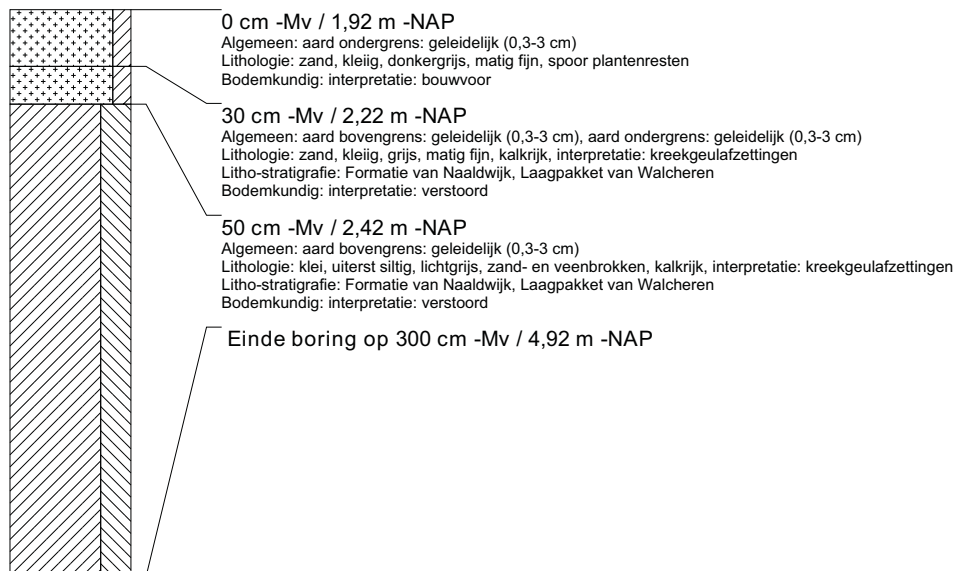 0 cm -Mv / 1,92 m -NAP
Algemeen: aard ondergrens: geleidelijk (0,3-3 cm)
Lithologie: zand, kleiig, donkergrijs, matig fijn, spoor plantenresten
Bodemkundig: interpretatie: bouwvoor
30 cm -Mv / 2,22 m -NAP
Algemeen: aard bovengrens: geleidelijk (0,3-3 cm), aard ondergrens: geleidelijk (0,3-3 cm)
Lithologie: zand, kleiig, grijs, matig fijn, kalkrijk, interpretatie: kreekgeulafzettingen
Litho-stratigrafie: Formatie van Naaldwijk, Laagpakket van Walcheren
Bodemkundig: interpretatie: verstoord
50 cm -Mv / 2,42 m -NAP
Algemeen: aard bovengrens: geleidelijk (0,3-3 cm)
Lithologie: klei, uiterst siltig, lichtgrijs, zand- en veenbrokken, kalkrijk, interpretatie: kreekgeulafzettingen
Litho-stratigrafie: Formatie van Naaldwijk, Laagpakket van Walcheren
Bodemkundig: interpretatie: verstoord
Einde boring op 300 cm -Mv / 4,92 m -NAP